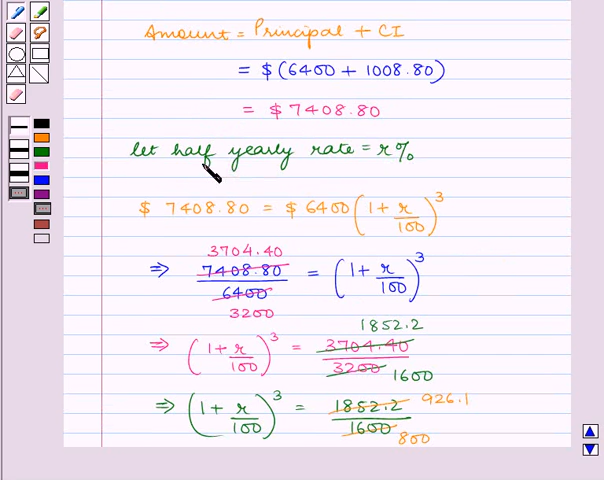 Amount = Principal + CI
= $(6400 + 1008.80)
= $7408.80
let half yearly rate = r%
$ 7408.80 = $ 6400 (1 + r/100)^3
3704.40
⇒ 7408.80/6400 = (1 + r/100)^3
3200
1852.2
⇒ (1 + r/100)^3 = 3704.40/3200
1600
⇒ (1 + r/100)^3 = 1852.2/1600 926.1
800